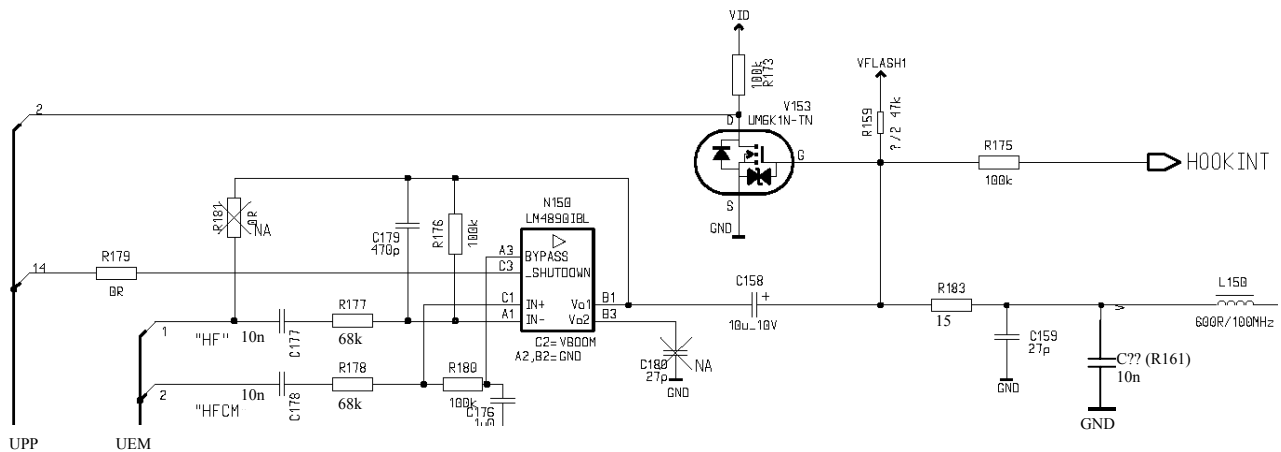 VID
100k
R173
VFLASH1
2
V153
UM6K1N-TN
D
G
S
GND
R159
?/2 47k
R175
100k
HOOKINT
R181
0R
NA
C179
470p
R176
100k
N150
LM4890IBL
A3
BYPASS
14
R179
0R
C3
_SHUTDOWN
C1
IN+
Vo1
B1
A1
IN-
Vo2
B3
C2=VBOOM
A2,B2=GND
C158
+
10u_10V
R183
15
L150
600R/100MHz
V
C159
27p
GND
C?? (R161)
10n
GND
1
"HF"
10n
C177
R177
68k
C180
27p
NA
GND
2
"HFCM
10n
C178
R178
68k
R180
100k
C176
UPP
UEM